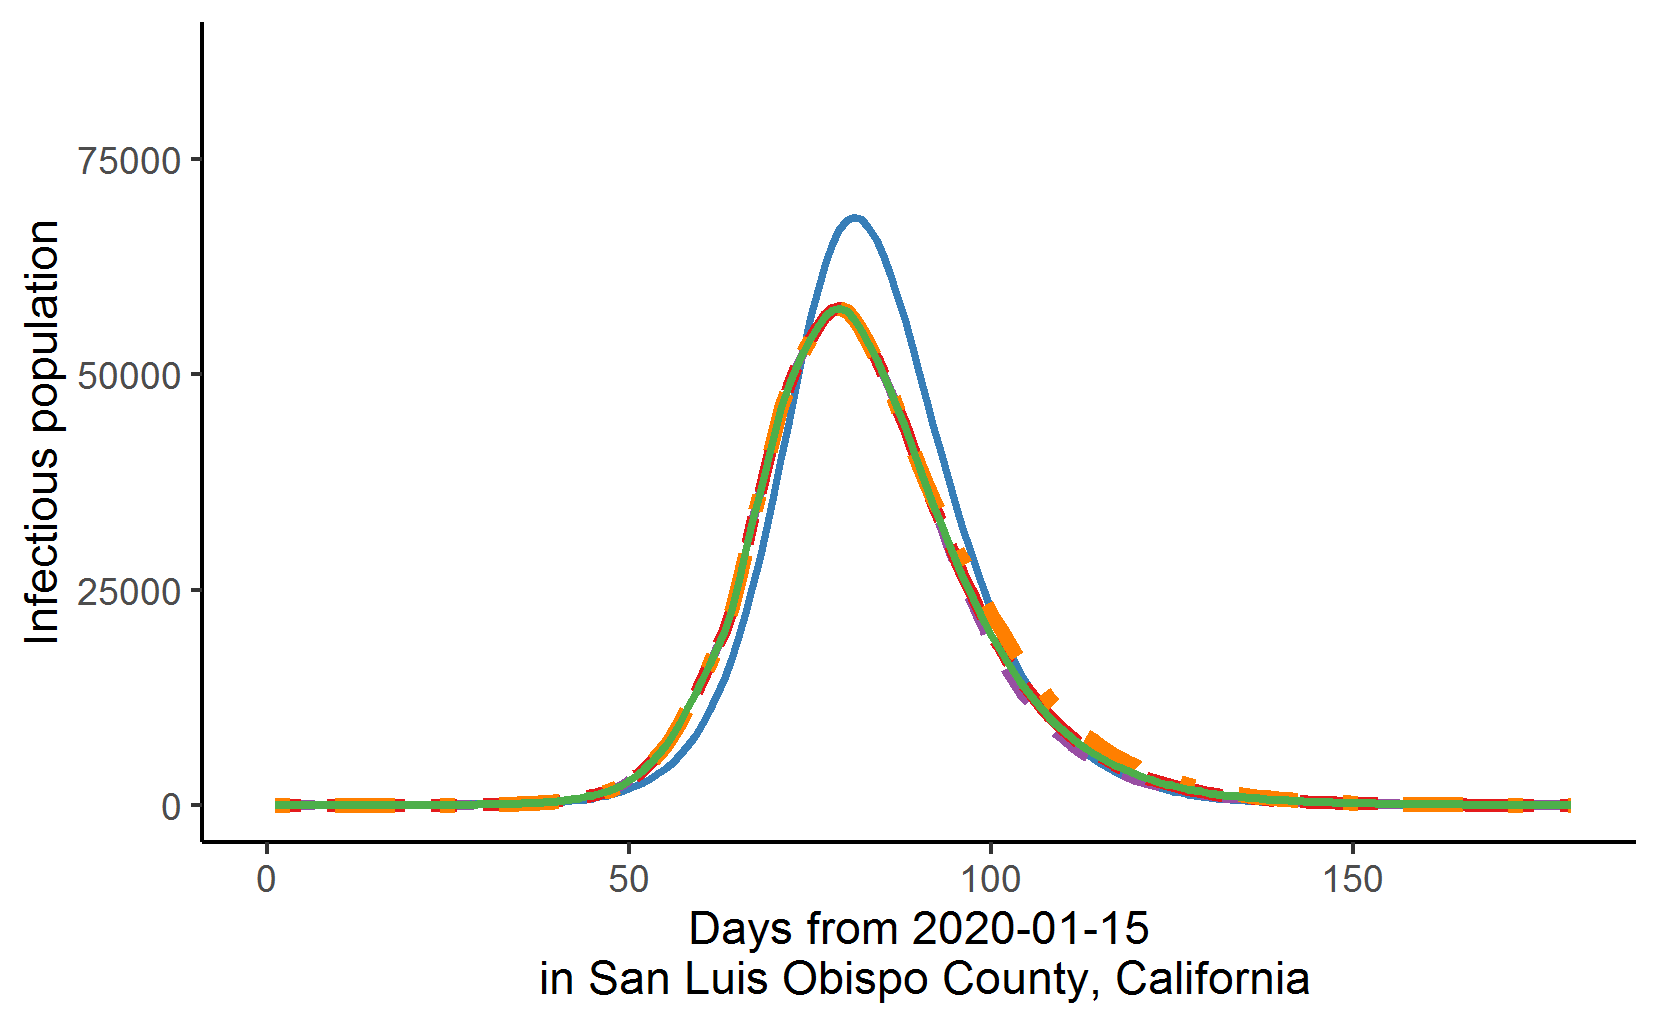 75000
50000
25000
0
Infectious population
0 50 100 150
Days from 2020-01-15
in San Luis Obispo County, California